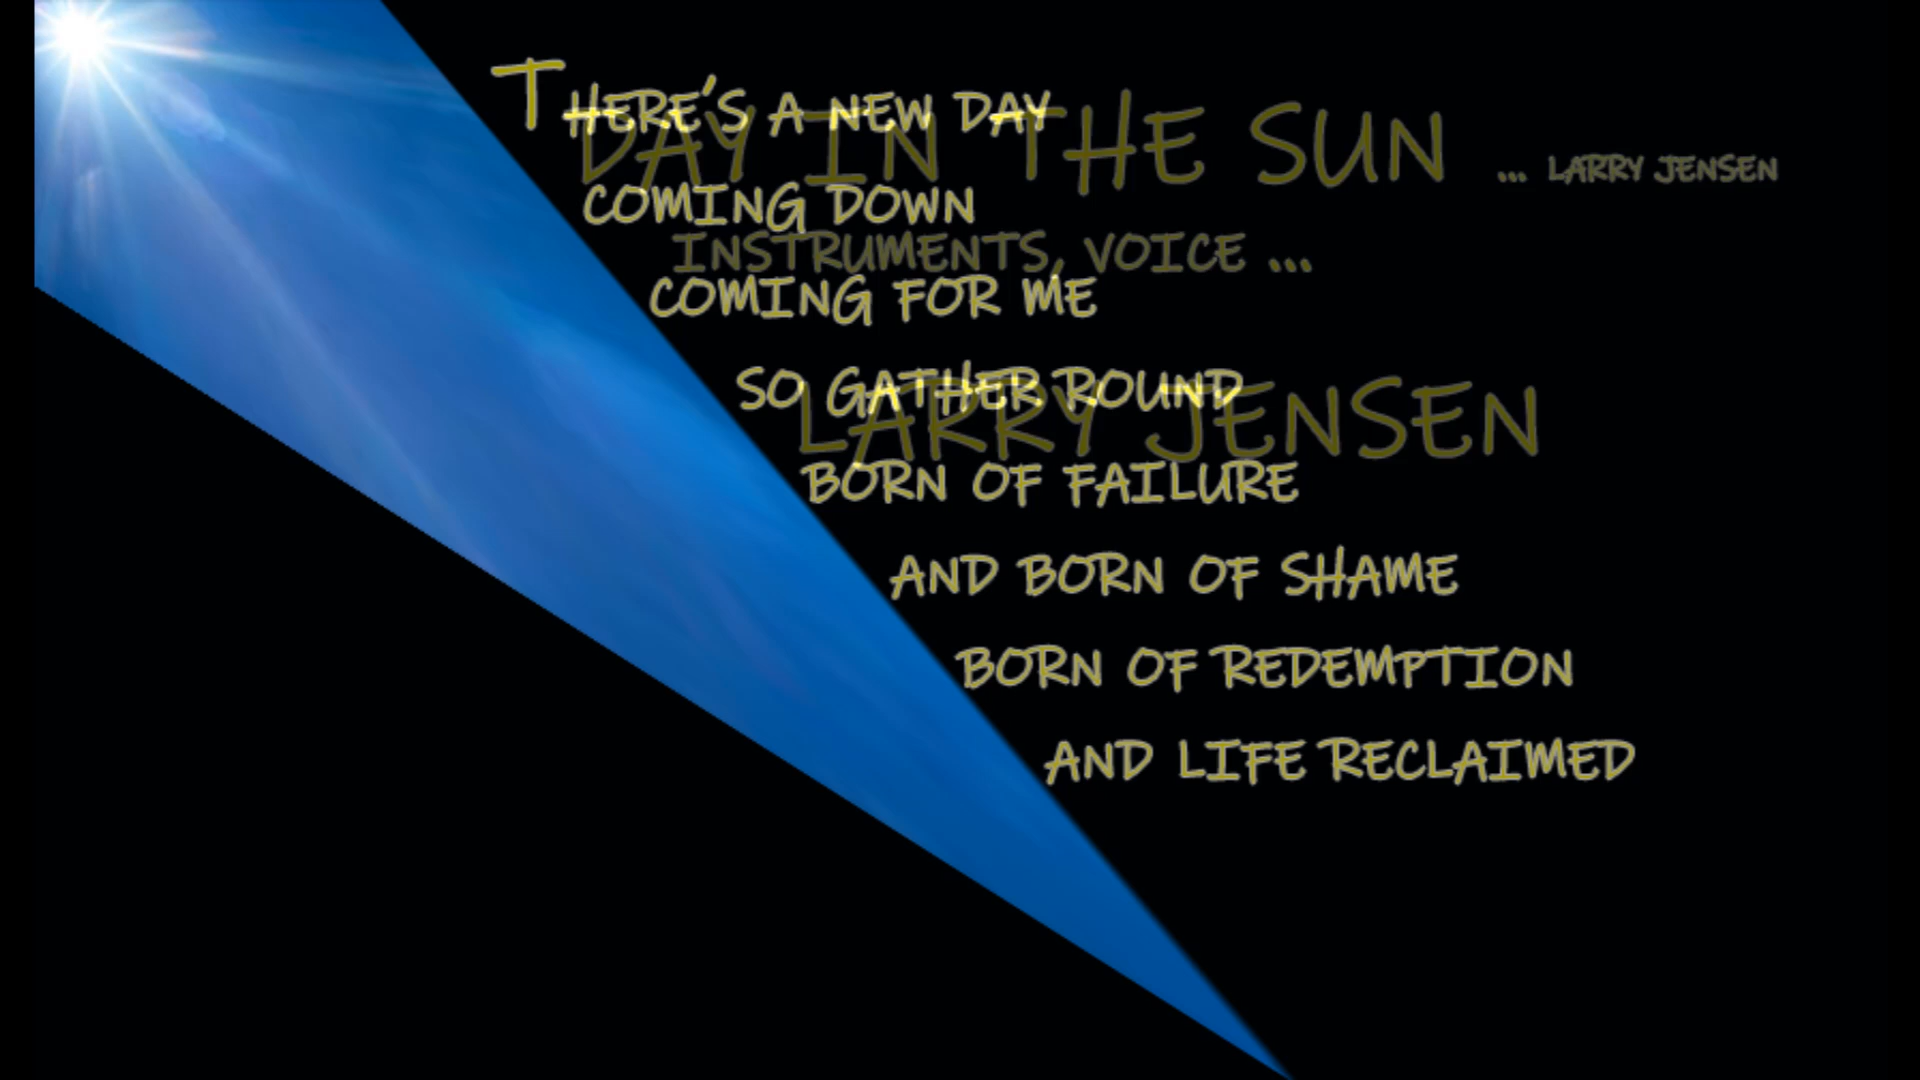 THERE'S A NEW DAY
DAY IN THE SUN ... LARRY JENSEN
COMING DOWN
INSTRUMENTS, VOICE ...
COMING FOR ME
SO GATHER ROUND
LARRY JENSEN
BORN OF FAILURE
AND BORN OF SHAME
BORN OF REDEMPTION
AND LIFE RECLAIMED